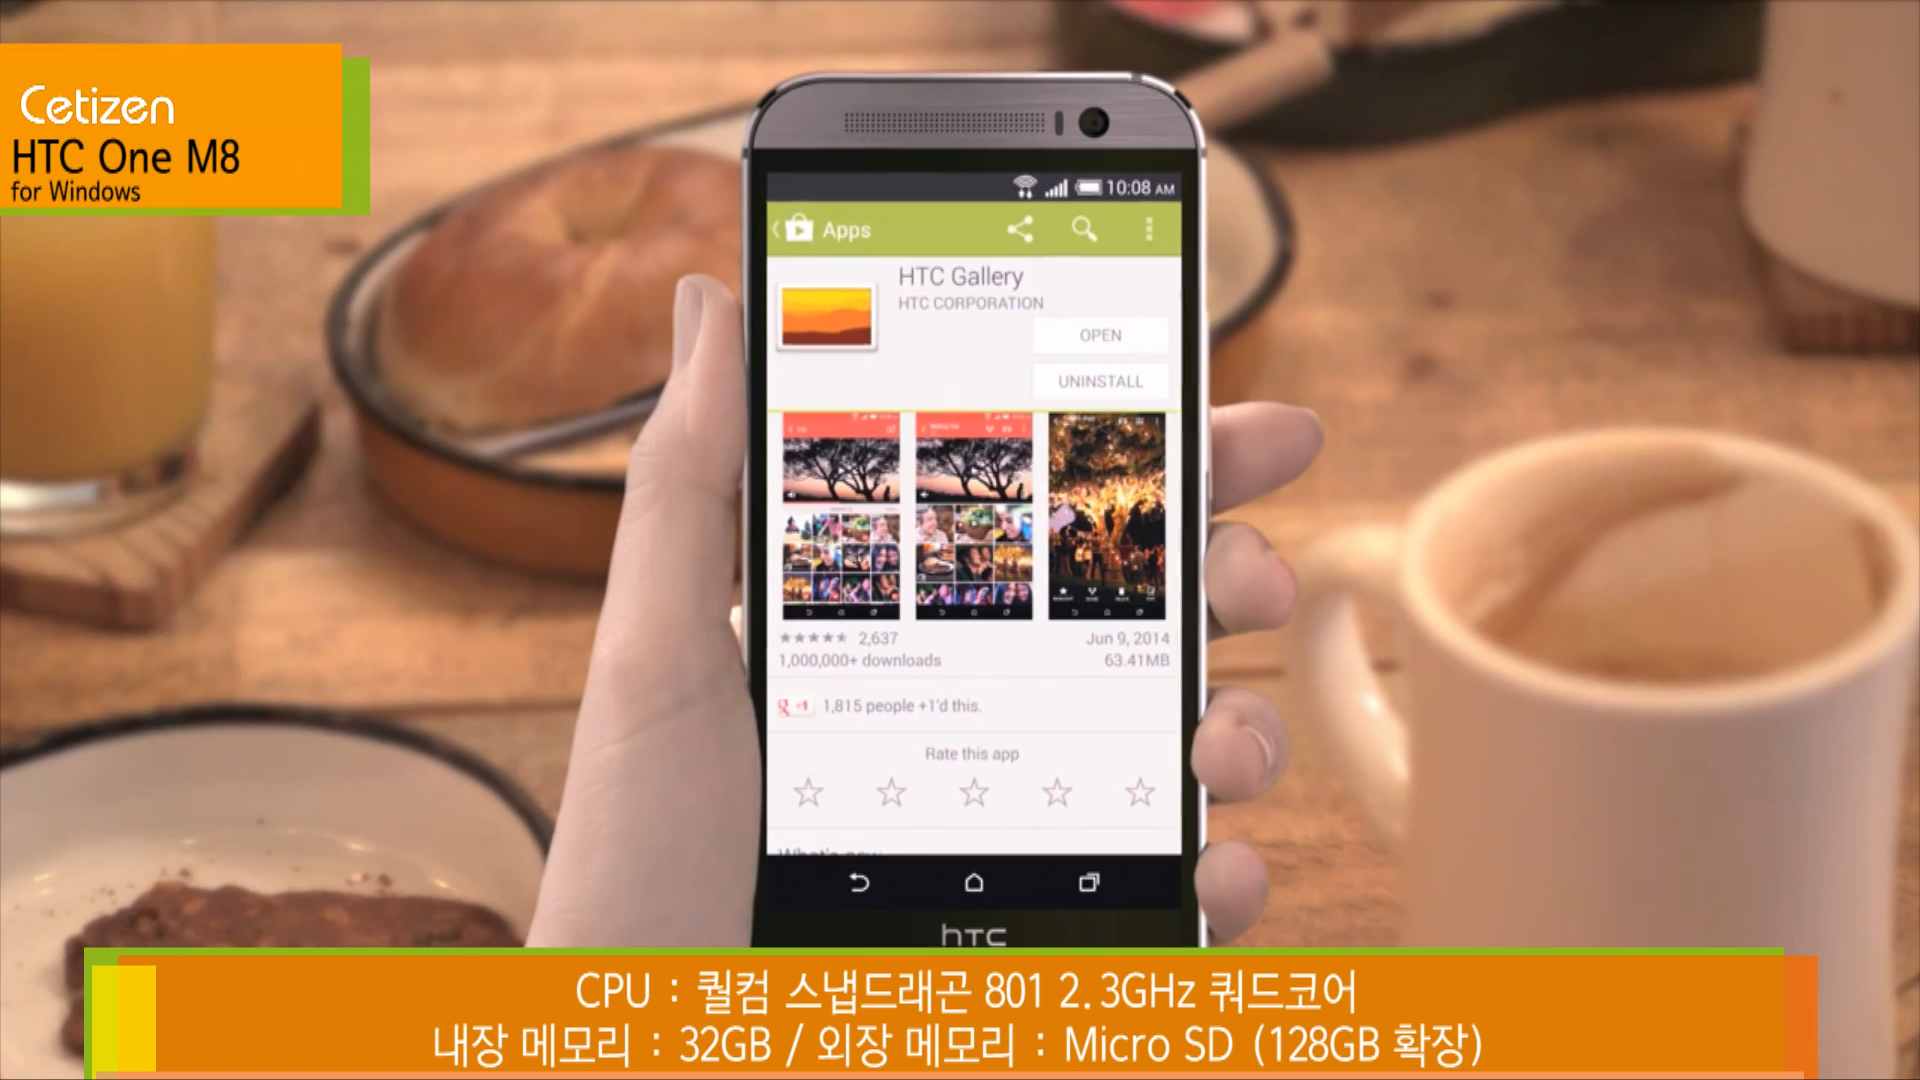 Cetizen
HTC One M8
for Windows
10:08 AM
Apps
HTC Gallery
HTC CORPORATION
OPEN
UNINSTALL
2,637
Jun 9, 2014
1,000,000+ downloads
63.41MB
+1
1,815 people +1'd this.
Rate this app
What's new
hTC
CPU : 퀄컴 스냅드래곤 801 2.3GHz 쿼드코어
내장 메모리 : 32GB / 외장 메모리 : Micro SD (128GB 확장)